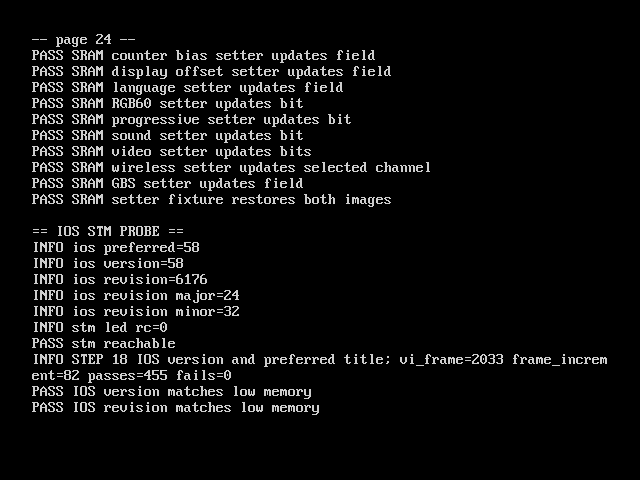 -- page 24 --
PASS SRAM counter bias setter updates field
PASS SRAM display offset setter updates field
PASS SRAM language setter updates field
PASS SRAM RGB60 setter updates bit
PASS SRAM progressive setter updates bit
PASS SRAM sound setter updates bit
PASS SRAM video setter updates bits
PASS SRAM wireless setter updates selected channel
PASS SRAM GBS setter updates field
PASS SRAM setter fixture restores both images
== IOS STM PROBE ==
INFO ios preferred=58
INFO ios version=58
INFO ios revision=6176
INFO ios revision major=24
INFO ios revision minor=32
INFO stm led rc=0
PASS stm reachable
INFO STEP 18 IOS version and preferred title; vi_frame=2033 frame_increm
ent=82 passes=455 fails=0
PASS IOS version matches low memory
PASS IOS revision matches low memory